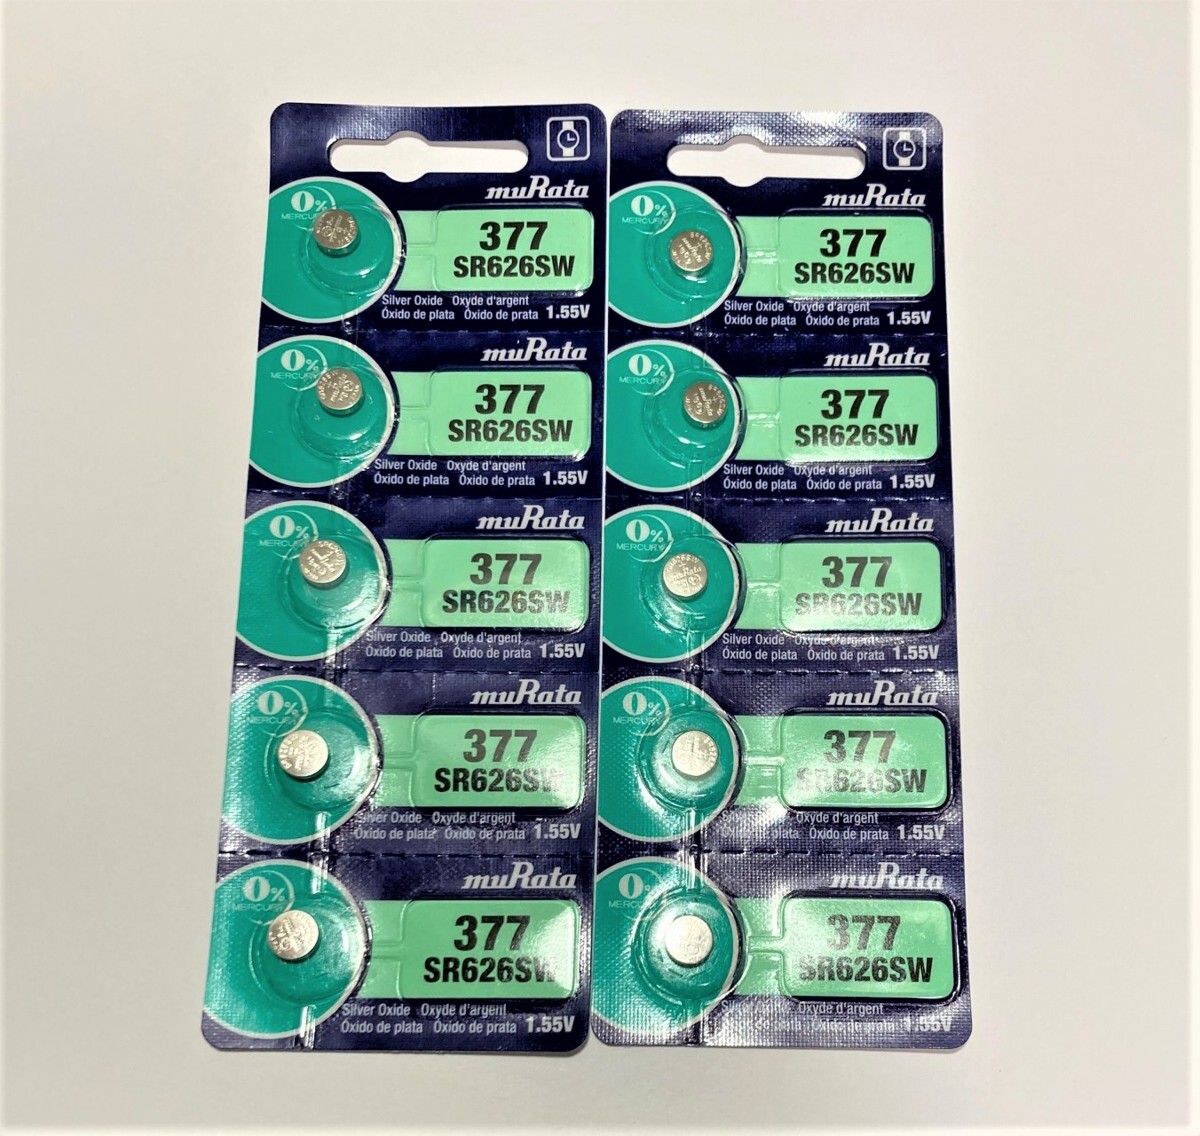 muRata
0%
MERCURY
377
SR626SW
Silver Oxide Oxyde d'argent
Óxido de plata Óxido de prata 1.55V
muRata
0%
MERCURY
377
SR626SW
Silver Oxide Oxyde d'argent
Óxido de plata Óxido de prata 1.55V
muRata
0%
MERCURY
377
SR626SW
Silver Oxide Oxyde d'argent
Óxido de plata Óxido de prata 1.55V
muRata
0%
MERCURY
377
SR626SW
Silver Oxide Oxyde d'argent
Óxido de plata Óxido de prata 1.55V
muRata
0%
MERCURY
377
SR626SW
Silver Oxide Oxyde d'argent
Óxido de plata Óxido de prata 1.55V
muRata
0%
MERCURY
377
SR626SW
Silver Oxide Oxyde d'argent
Óxido de plata Óxido de prata 1.55V
muRata
0%
MERCURY
377
SR626SW
Silver Oxide Oxyde d'argent
Óxido de plata Óxido de prata 1.55V
muRata
0%
MERCURY
377
SR626SW
muRata
Silver Oxide Oxyde d'argent
Óxido de plata Óxido de prata 1.55V
muRata
0%
MERCURY
377
SR626SW
Silver Oxide Oxyde d'argent
Óxido de plata Óxido de prata 1.55V
muRata
0%
MERCURY
377
SR626SW
Silver Oxide Oxyde d'argent
Óxido de plata Óxido de prata 1.55V